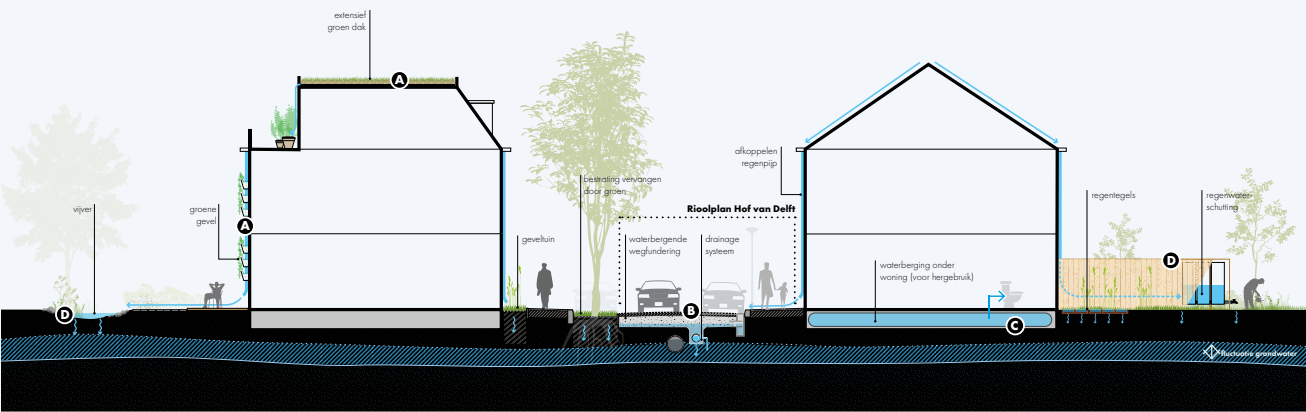 extensief
groen dak
A
afkoppelen
regenpijp
bestrating vervangen
door groen
vijver
groene
gevel
A
Rioolplan Hof van Delft
regentegels
regenwater-
schutting
geveltuin
waterbergende
wegfundering
drainage
systeem
waterberging onder
woning (voor hergebruik)
D
D
B
C
fluctuatie grondwater